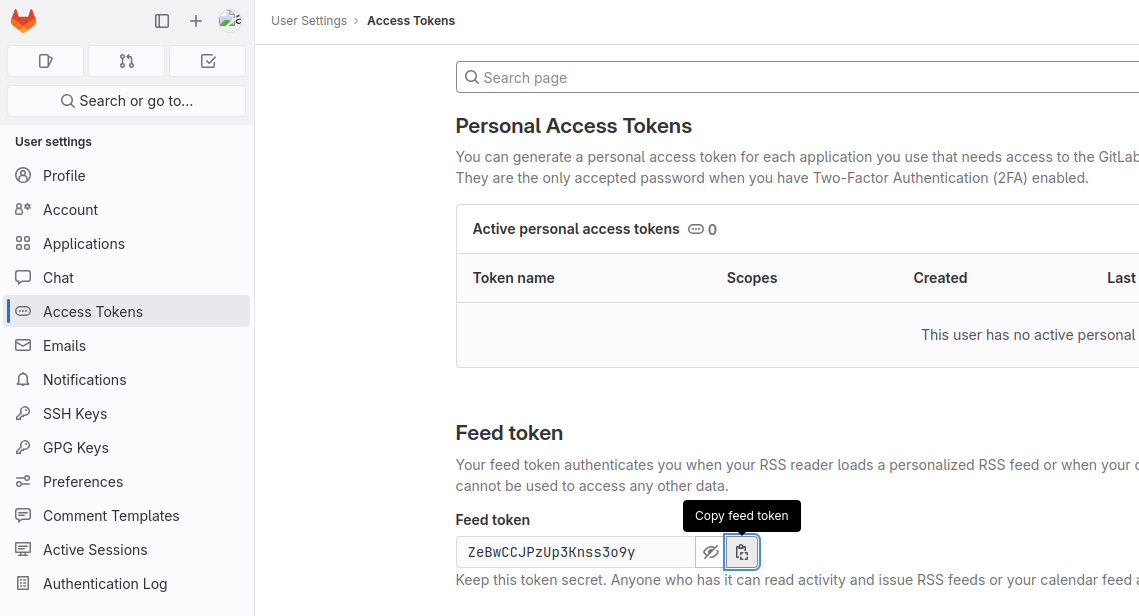 User Settings › Access Tokens
Search or go to...
User settings
Profile
Account
Applications
Chat
Access Tokens
Emails
Notifications
SSH Keys
GPG Keys
Preferences
Comment Templates
Active Sessions
Authentication Log
Search page
Personal Access Tokens
You can generate a personal access token for each application you use that needs access to the GitLab
They are the only accepted password when you have Two-Factor Authentication (2FA) enabled.
Active personal access tokens 0
Token name Scopes Created Last
This user has no active personal
Feed token
Your feed token authenticates you when your RSS reader loads a personalized RSS feed or when your
cannot be used to access any other data.
Copy feed token
Feed token
ZeBwCCJPzUp3Knss3o9y
Keep this token secret. Anyone who has it can read activity and issue RSS feeds or your calendar feed